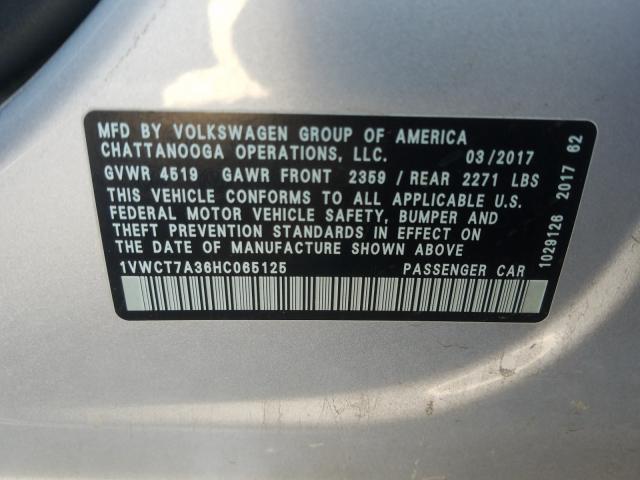 MFD BY VOLKSWAGEN GROUP OF AMERICA
CHATTANOOGA OPERATIONS, LLC. 03/2017
GVWR 4519 GAWR FRONT 2359 / REAR 2271 LBS
THIS VEHICLE CONFORMS TO ALL APPLICABLE U.S.
FEDERAL MOTOR VEHICLE SAFETY, BUMPER AND
THEFT PREVENTION STANDARDS IN EFFECT ON
THE DATE OF MANUFACTURE SHOWN ABOVE
1VWCT7A36HC065125 PASSENGER CAR
1029126 2017 62